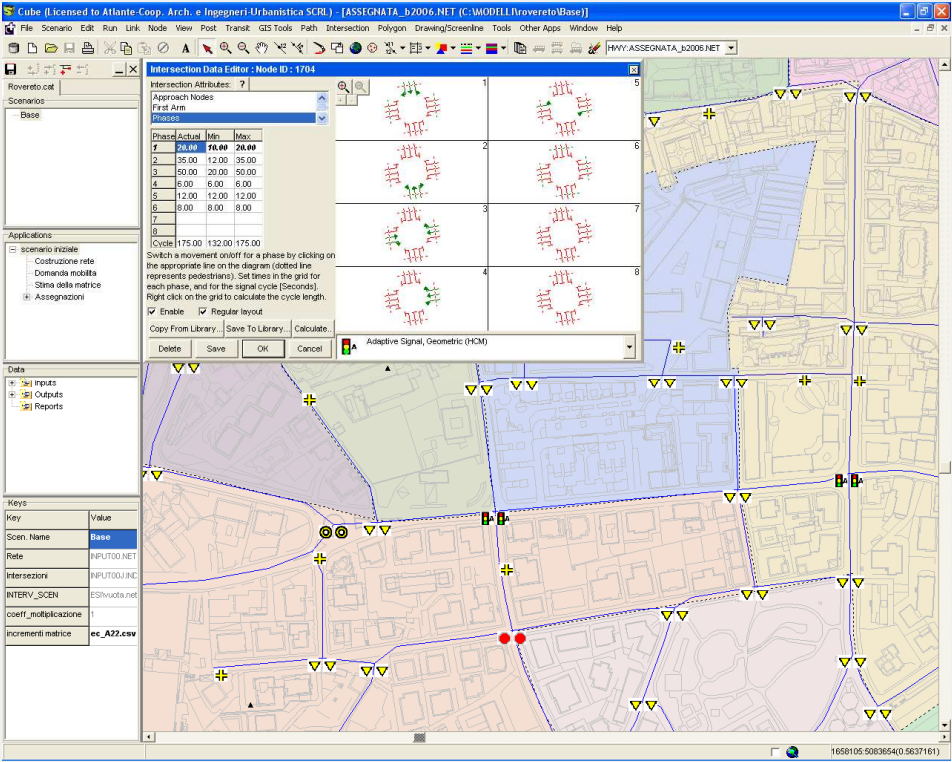 Cube (Licensed to Atlante-Coop. Arch. e Ingegneri-Urbanistica SCRL) - [ASSEGNATA_b2006.NET (C:\MODELLI\rovereto\Base)]
File Scenario Edit Run Link Node View Post Transit GIS Tools Path Intersection Polygon Drawing/Screenline Tools Other Apps Window Help
A
HWY:ASSEGNATA_b2006.NET
Rovereto.cat
Scenarios
Base
Applications
scenario iniziale
Costruzione rete
Domanda mobilita
Stima della matrice
Assegnazioni
Data
Inputs
Outputs
Reports
Keys
Key Value
Scen. Name Base
Rete INPUT00.NET
Intersezioni INPUT00J.IND
INTERV_SCEN ES\vuota.net
coeff_moltiplicazione 1
incrementi matrice ec_A22.csv
Intersection Data Editor : Node ID : 1704
Intersection Attributes: ?
Approach Nodes
First Arm
Phases
Phase Actual Min Max
1 20.00 10.00 20.00
2 35.00 12.00 35.00
3 50.00 20.00 50.00
4 6.00 6.00 6.00
5 12.00 12.00 12.00
6 8.00 8.00 8.00
7
8
Cycle 175.00 132.00 175.00
Switch a movement on/off for a phase by clicking on
the appropriate line on the diagram (dotted line
represents pedestrians). Set times in the grid for
each phase, and for the signal cycle [Seconds].
Right click on the grid to calculate the cycle length.
Enable Regular layout
Copy From Library... Save To Library... Calculate..
Delete Save OK Cancel
1 5
2 6
3 7
4 8
A Adaptive Signal, Geometric (HCM)
A A
A A
1658105:5083654(0.5637161)